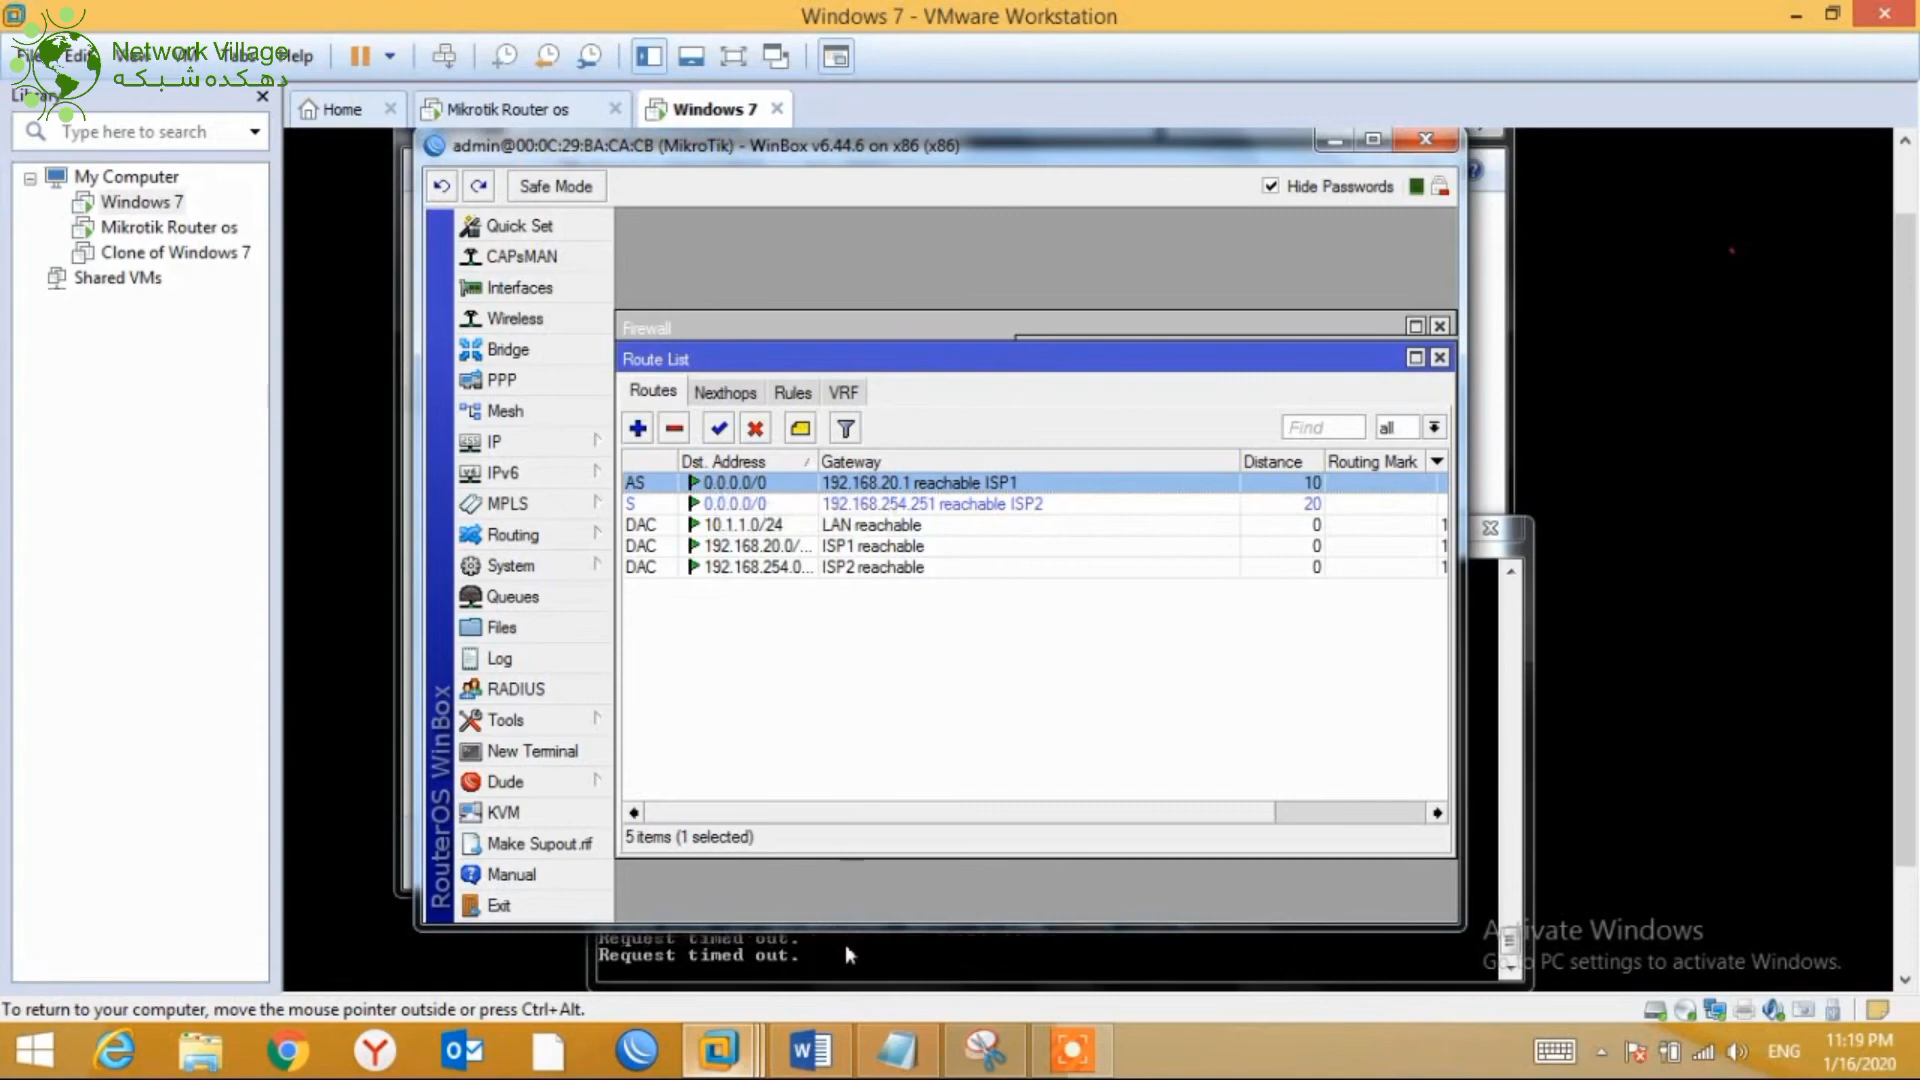 Windows 7 - VMware Workstation
Network Village
دهکده شبکه
Help
Library
Type here to search
Home
Mikrotik Router os
Windows 7
My Computer
Windows 7
Mikrotik Router os
Clone of Windows 7
Shared VMs
admin@00:0C:29:BA:CA:CB (MikroTik) - WinBox v6.44.6 on x86 (x86)
Safe Mode
Hide Passwords
RouterOS WinBox
Quick Set
CAPsMAN
Interfaces
Wireless
Bridge
PPP
Mesh
IP
IPv6
MPLS
Routing
System
Queues
Files
Log
RADIUS
Tools
New Terminal
Dude
KVM
Make Supout.rif
Manual
Exit
Firewall
Route List
Routes Nexthops Rules VRF
Find all
Dst. Address Gateway Distance Routing Mark
AS 0.0.0.0/0 192.168.20.1 reachable ISP1 10
S 0.0.0.0/0 192.168.254.251 reachable ISP2 20
DAC 10.1.1.0/24 LAN reachable 0 1
DAC 192.168.20.0/... ISP1 reachable 0 1
DAC 192.168.254.0... ISP2 reachable 0 1
5 items (1 selected)
Request timed out.
Request timed out.
Activate Windows
Go to PC settings to activate Windows.
To return to your computer, move the mouse pointer outside or press Ctrl+Alt.
ENG
11:19 PM
1/16/2020